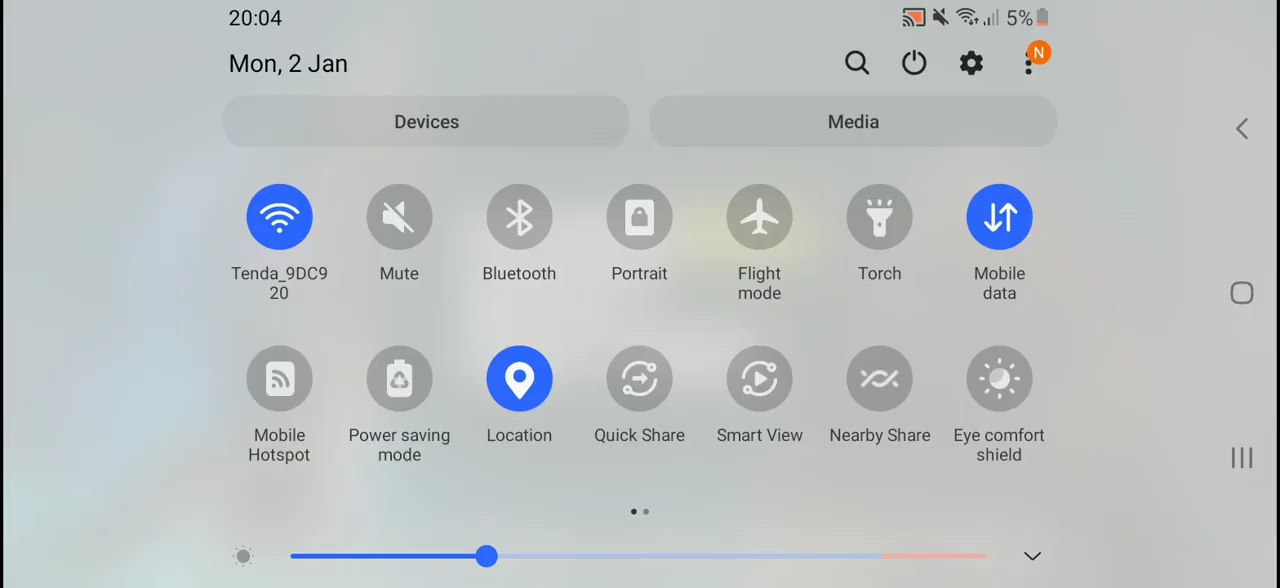 20:04
5%
Mon, 2 Jan
N
Devices
Media
Tenda_9DC9
20
Mute
Bluetooth
Portrait
Flight
mode
Torch
Mobile
data
Mobile
Hotspot
Power saving
mode
Location
Quick Share
Smart View
Nearby Share
Eye comfort
shield